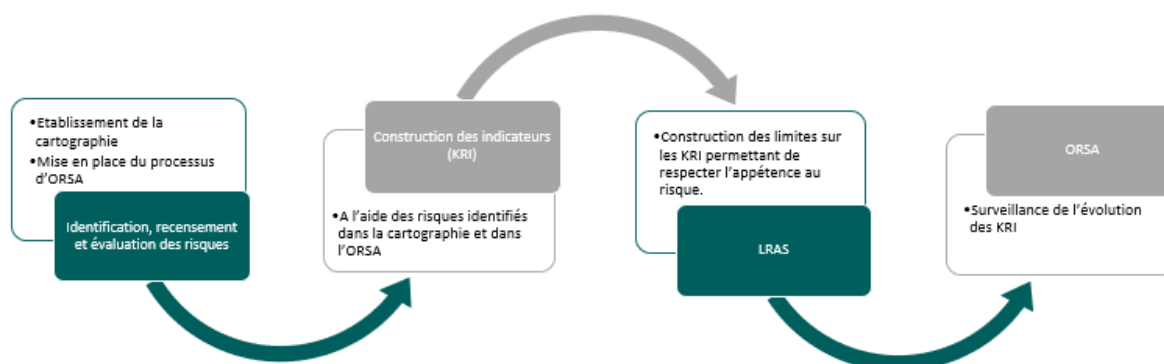 •Etablissement de la
cartographie
•Mise en place du processus
d'ORSA
Identification, recensement
et évaluation des risques
Construction des indicateurs
(KRI)
•A l'aide des risques identifiés
dans la cartographie et dans
l'ORSA
•Construction des limites sur
les KRI permettant de
respecter l'appétence au
risque.
LRAS
ORSA
•Surveillance de l'évolution
des KRI